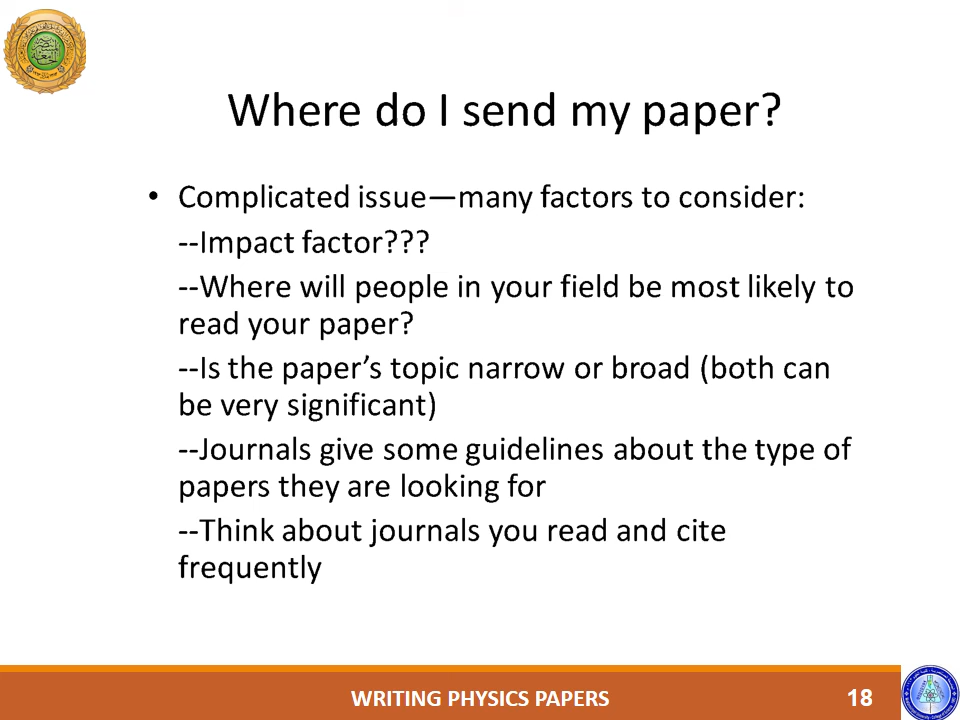 Where do I send my paper?
• Complicated issue—many factors to consider:
--Impact factor???
--Where will people in your field be most likely to
read your paper?
--Is the paper’s topic narrow or broad (both can
be very significant)
--Journals give some guidelines about the type of
papers they are looking for
--Think about journals you read and cite
frequently
WRITING PHYSICS PAPERS
18